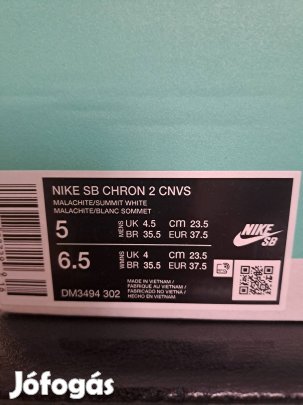 NIKE SB CHRON 2 CNVS
MALACHITE/SUMMIT WHITE
MALACHITE/BLANC SOMMET
5 MENS UK 4.5 cm 23.5
BR 35.5 EUR 37.5
6.5 WMNS UK 4 cm 23.5
BR 35.5 EUR 37.5
NIKE SB
DM3494 302
MADE IN VIETNAM /
FABRIQUÉ AU VIETNAM /
FABRICADO NO VIETNA /
HECHO EN VIETNAM
Jófogás